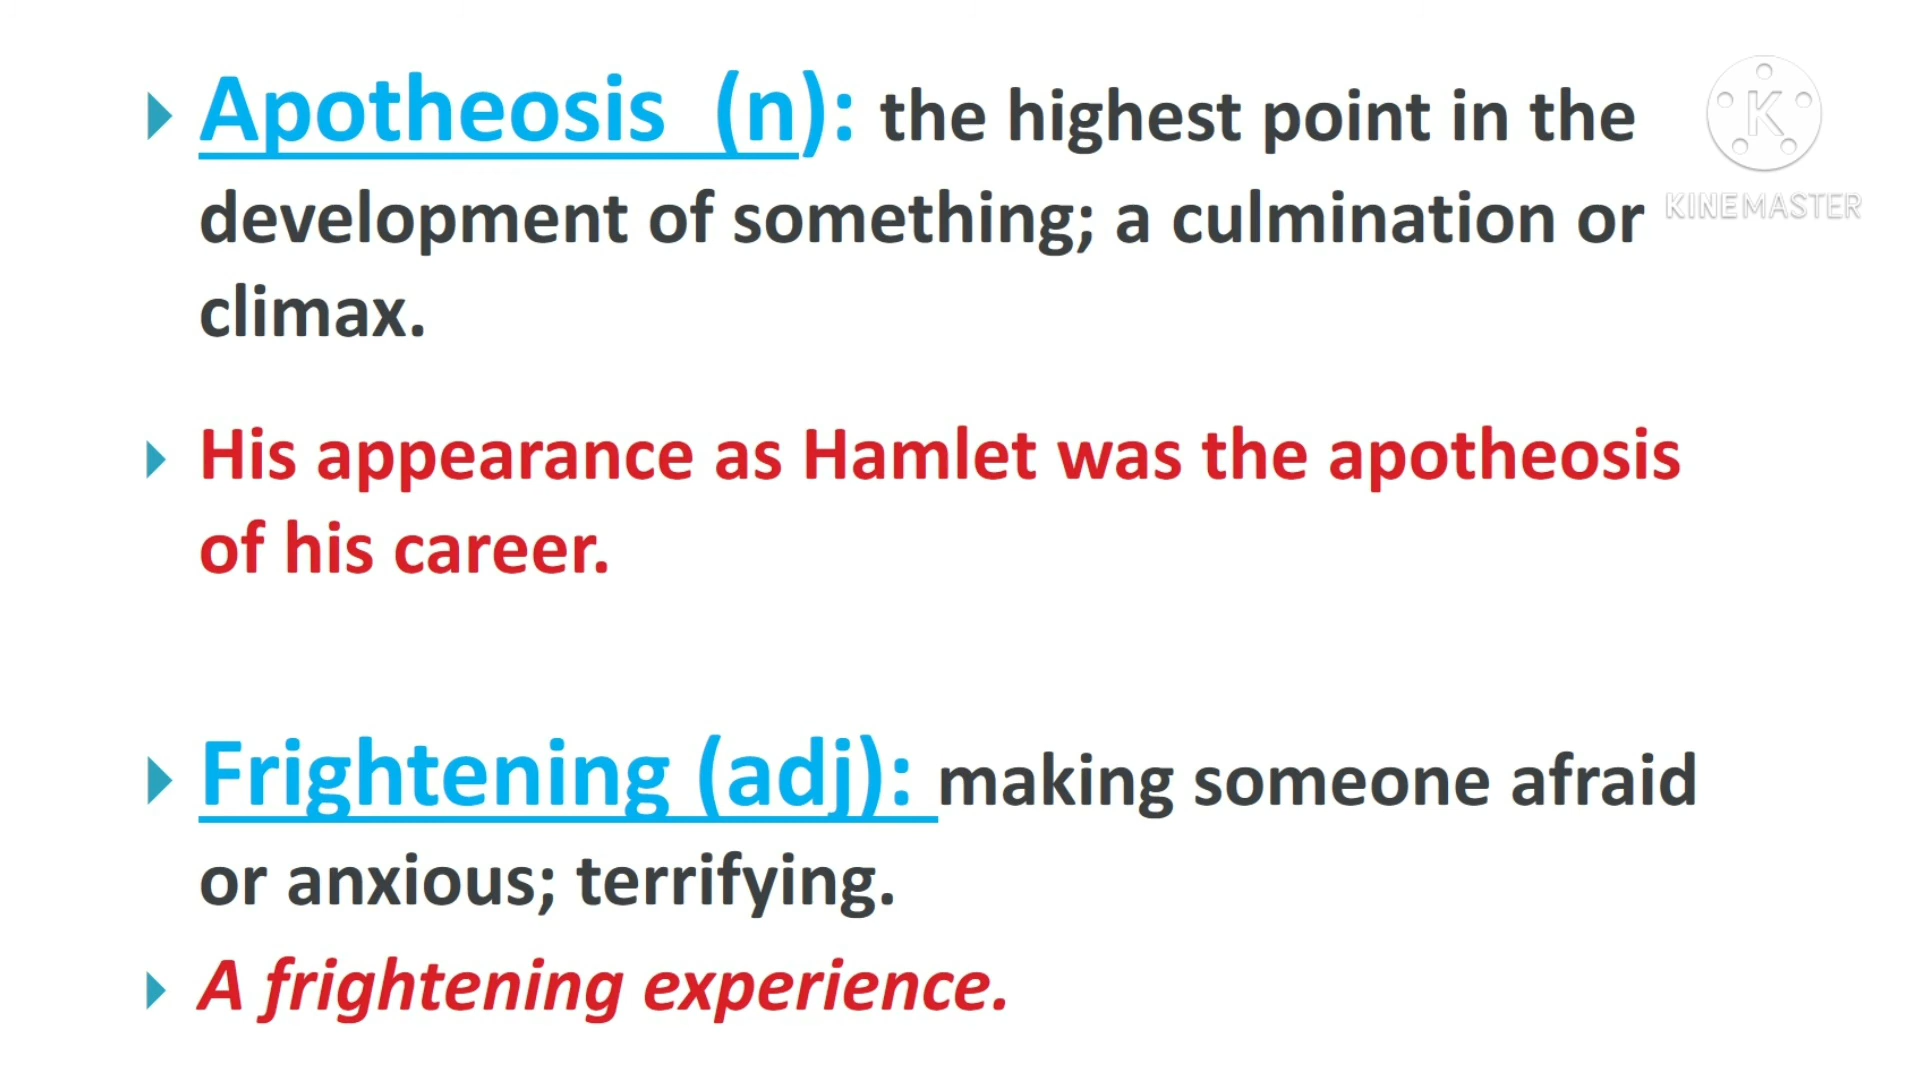 Apotheosis (n): the highest point in the
development of something; a culmination or
climax.
His appearance as Hamlet was the apotheosis
of his career.
Frightening (adj): making someone afraid
or anxious; terrifying.
A frightening experience.
K
KINEMASTER